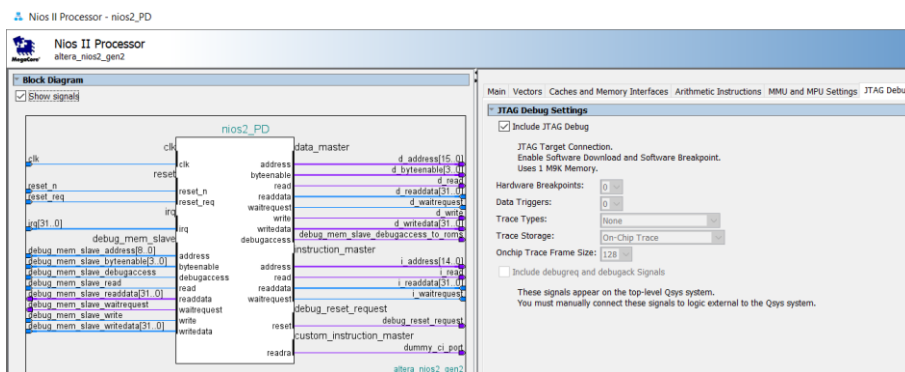 Nios II Processor - nios2_PD
Nios II Processor
MegaCore®
altera_nios2_gen2
Block Diagram
Show signals
nios2_PD
clk
clk
clk
reset
reset_n
reset_req
reset_n
reset_req
irq
irq[31..0]
irq
debug_mem_slave
debug_mem_slave_address[8..0]
address
debug_mem_slave_byteenable[3..0]
byteenable
debug_mem_slave_debugaccess
debugaccess
debug_mem_slave_read
read
debug_mem_slave_readdata[31..0]
readdata
debug_mem_slave_waitrequest
waitrequest
debug_mem_slave_write
write
debug_mem_slave_writedata[31..0]
writedata
data_master
address
d_address[15..0]
byteenable
d_byteenable[3..0]
read
d_read
readdata
d_readdata[31..0]
waitrequest
d_waitrequest
write
d_write
writedata
d_writedata[31..0]
debugaccess
debug_mem_slave_debugaccess_to_roms
instruction_master
address
i_address[14..0]
read
i_read
readdata
i_readdata[31..0]
waitrequest
i_waitrequest
debug_reset_request
reset
debug_reset_request
custom_instruction_master
readra
dummy_ci_port
altera_nios2_gen2
Main Vectors Caches and Memory Interfaces Arithmetic Instructions MMU and MPU Settings JTAG Debu
JTAG Debug Settings
Include JTAG Debug
JTAG Target Connection.
Enable Software Download and Software Breakpoint.
Uses 1 M9K Memory.
Hardware Breakpoints: 0
Data Triggers: 0
Trace Types: None
Trace Storage: On-Chip Trace
Onchip Trace Frame Size: 128
Include debugreq and debugack Signals
These signals appear on the top-level Qsys system.
You must manually connect these signals to logic external to the Qsys system.